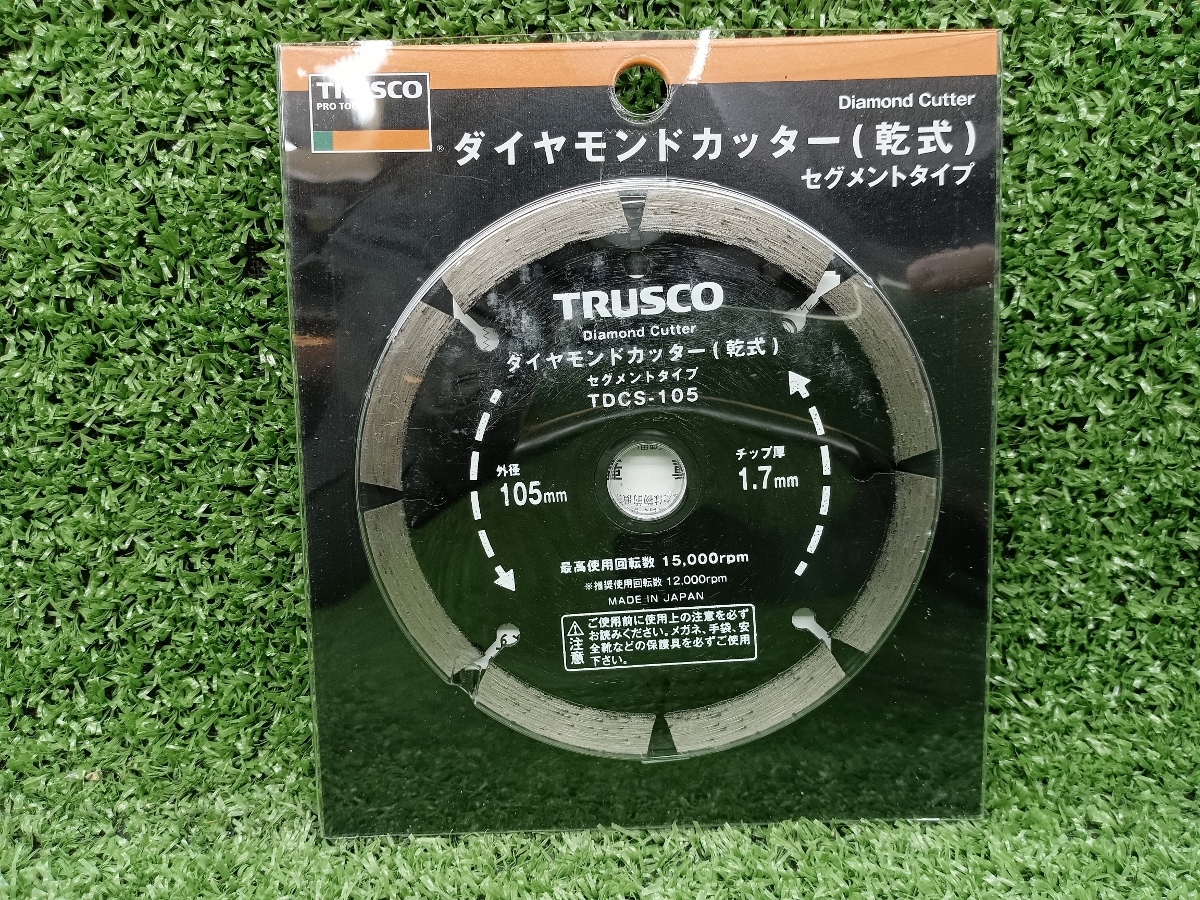 TRUSCO
PRO
®
Diamond Cutter
ダイヤモンドカッター(乾式)
セグメントタイプ
TRUSCO
Diamond Cutter
ダイヤモンドカッター(乾式)
セグメントタイプ
TDCS-105
外径
105mm
チップ厚
1.7mm
最高使用回転数 15,000rpm
※推奨使用回転数 12,000rpm
MADE IN JAPAN
注意
ご使用前に使用上の注意を必ず
お読みください。メガネ、手袋、安
全靴などの保護具を必ずご使用
下さい。